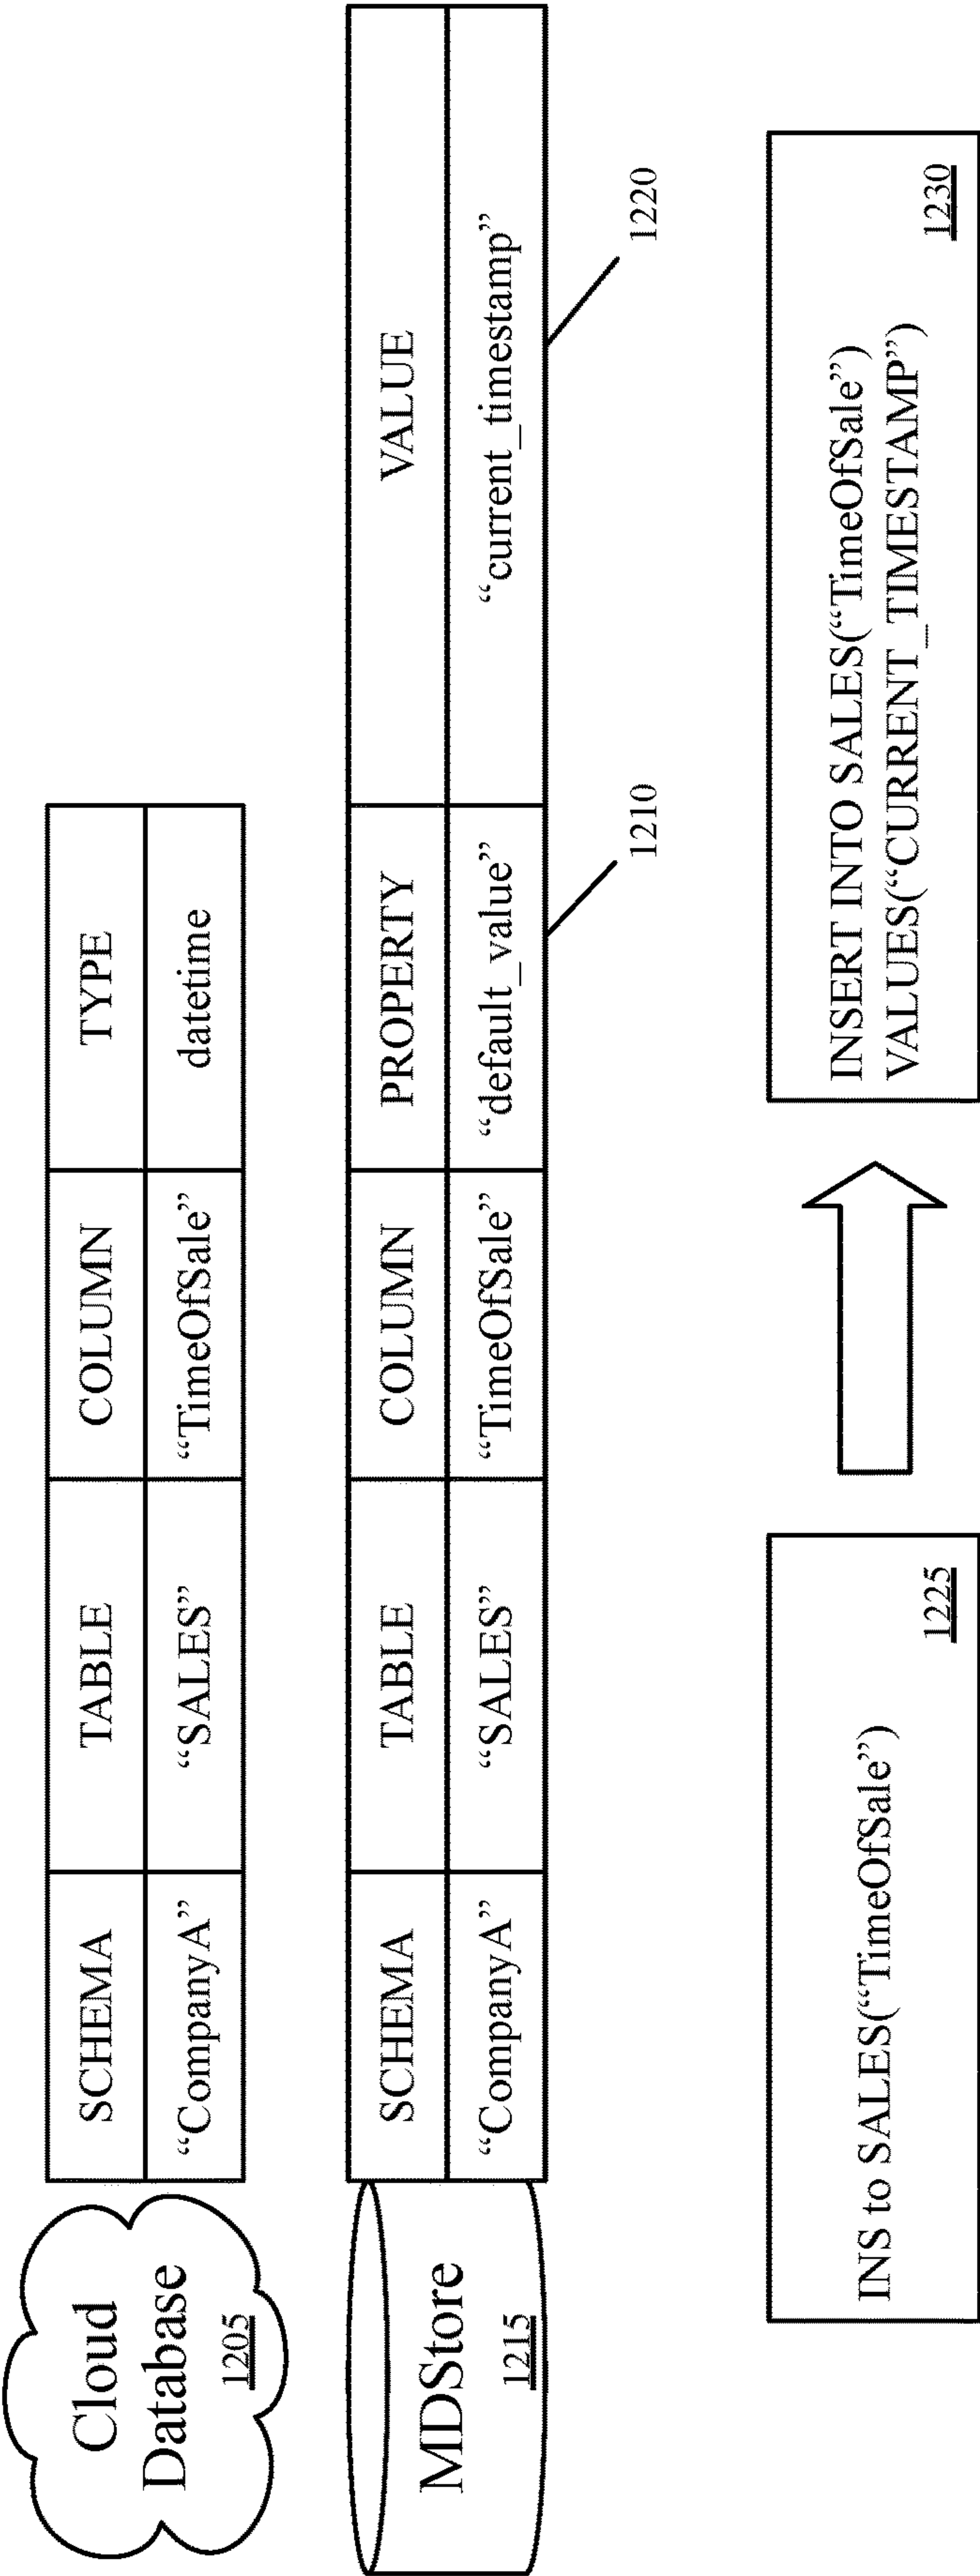 Cloud
Database
1205
SCHEMA TABLE COLUMN TYPE
“CompanyA” “SALES” “TimeOfSale” datetime
MDStore
1215
SCHEMA TABLE COLUMN PROPERTY VALUE
“CompanyA” “SALES” “TimeOfSale” “default_value” “current_timestamp”
1210
1220
INS to SALES(“TimeOfSale”)
1225
INSERT INTO SALES(“TimeOfSale”)
VALUES(“CURRENT_TIMESTAMP”)
1230